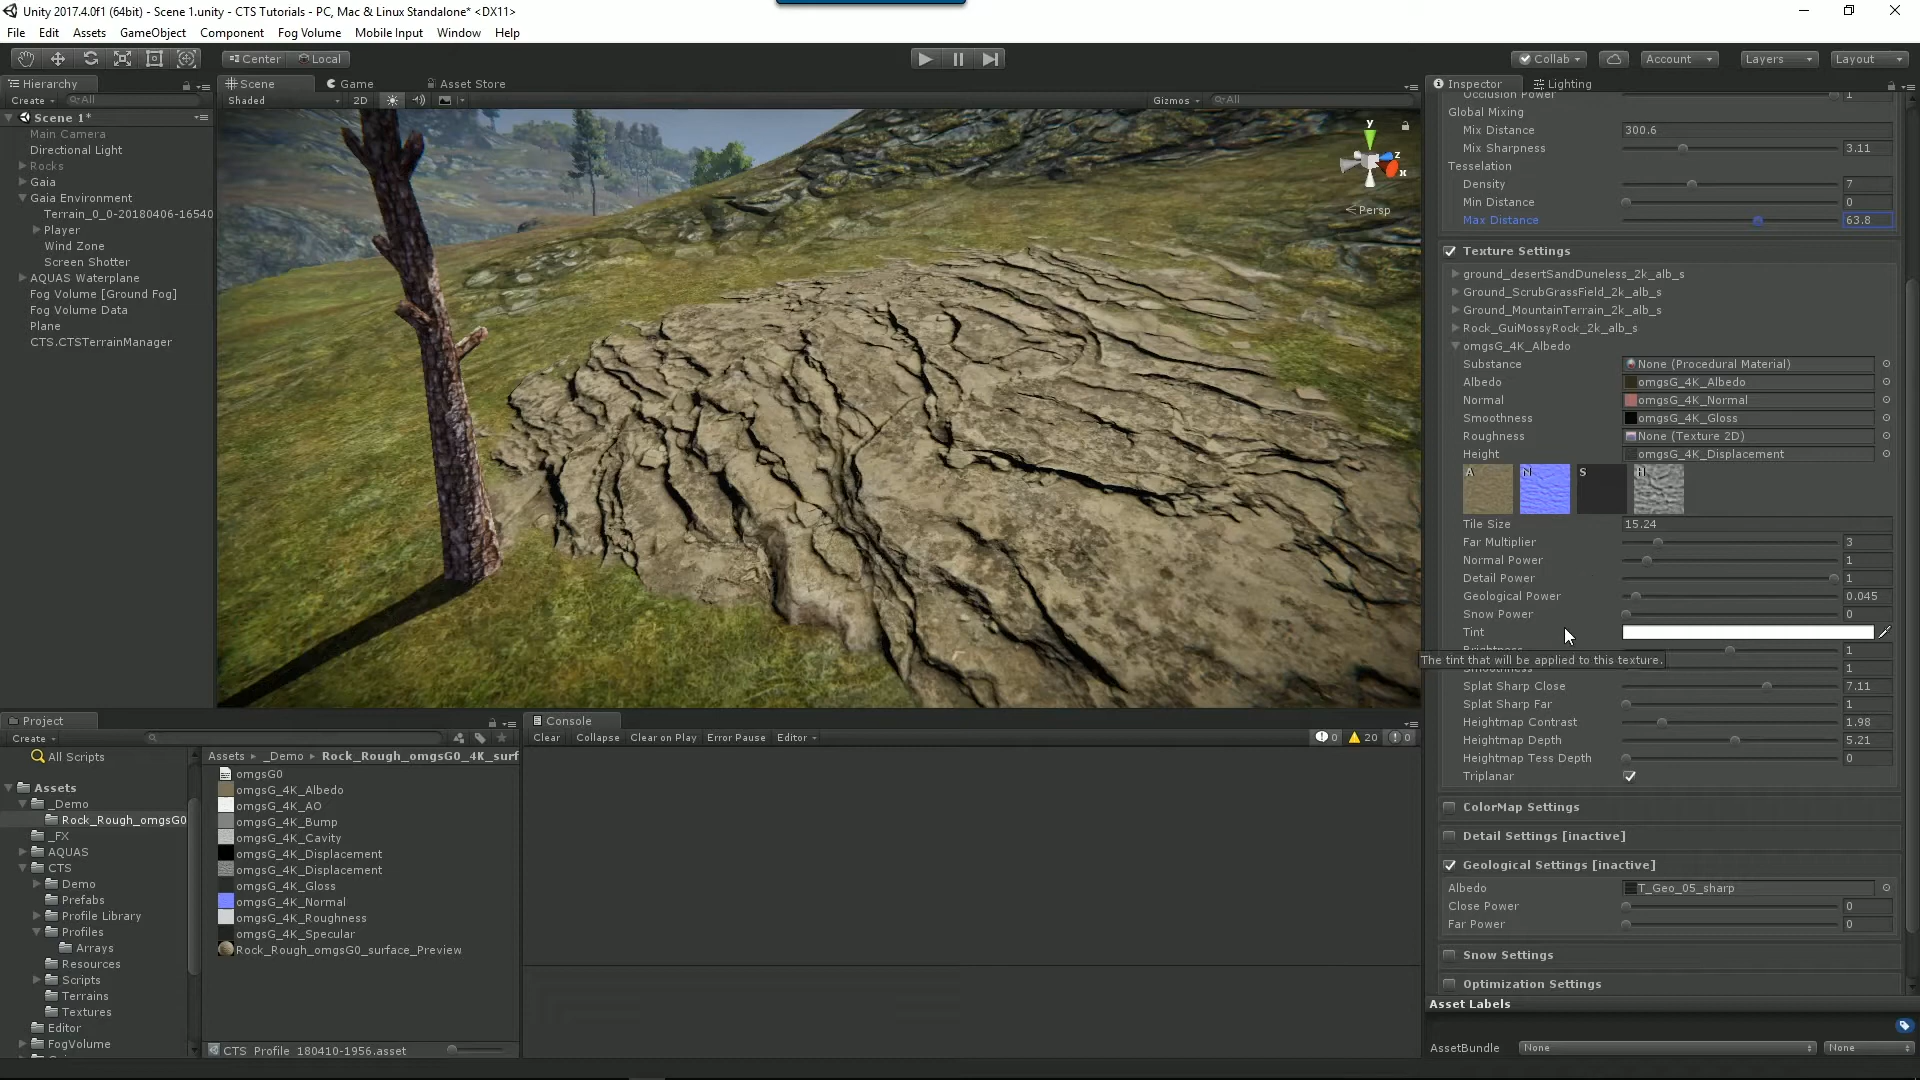 Unity 2017.4.0f1 (64bit) - Scene 1.unity - CTS Tutorials - PC, Mac & Linux Standalone* <DX11>
File Edit Assets GameObject Component Fog Volume Mobile Input Window Help
Center Local Collab Account Layers Layout
Hierarchy
Create All
Scene 1*
Main Camera
Directional Light
Rocks
Gaia
Gaia Environment
Terrain_0_0-20180406-16540
Player
Wind Zone
Screen Shotter
AQUAS Waterplane
Fog Volume [Ground Fog]
Fog Volume Data
Plane
CTS.CTSTerrainManager
Scene Game Asset Store
Shaded 2D Gizmos All
y
z
x
Persp
Inspector Lighting
Occlusion Power 1
Global Mixing
Mix Distance 300.6
Mix Sharpness 3.11
Tesselation
Density 7
Min Distance 0
Max Distance 63.8
Texture Settings
ground_desertSandDuneless_2k_alb_s
Ground_ScrubGrassField_2k_alb_s
Ground_MountainTerrain_2k_alb_s
Rock_GuiMossyRock_2k_alb_s
omgsG_4K_Albedo
Substance None (Procedural Material)
Albedo omgsG_4K_Albedo
Normal omgsG_4K_Normal
Smoothness omgsG_4K_Gloss
Roughness None (Texture 2D)
Height omgsG_4K_Displacement
A N S H
Tile Size 15.24
Far Multiplier 3
Normal Power 1
Detail Power 1
Geological Power 0.045
Snow Power 0
Tint
Brightness 1
The tint that will be applied to this texture.
Smoothness 1
Splat Sharp Close 7.11
Splat Sharp Far 1
Heightmap Contrast 1.98
Heightmap Depth 5.21
Heightmap Tess Depth 0
Triplanar
ColorMap Settings
Detail Settings [inactive]
Geological Settings [inactive]
Albedo T_Geo_05_sharp
Close Power 0
Far Power 0
Snow Settings
Optimization Settings
Asset Labels
AssetBundle None None
Project
Create
All Scripts
Assets
_Demo
Rock_Rough_omgsG0
_FX
AQUAS
CTS
Demo
Prefabs
Profile Library
Profiles
Arrays
Resources
Scripts
Terrains
Textures
Editor
FogVolume
Assets _Demo Rock_Rough_omgsG0_4K_surf
omgsG0
omgsG_4K_Albedo
omgsG_4K_AO
omgsG_4K_Bump
omgsG_4K_Cavity
omgsG_4K_Displacement
omgsG_4K_Displacement
omgsG_4K_Gloss
omgsG_4K_Normal
omgsG_4K_Roughness
omgsG_4K_Specular
Rock_Rough_omgsG0_surface_Preview
CTS_Profile_180410-1956.asset
Console
Clear Collapse Clear on Play Error Pause Editor 0 20 0